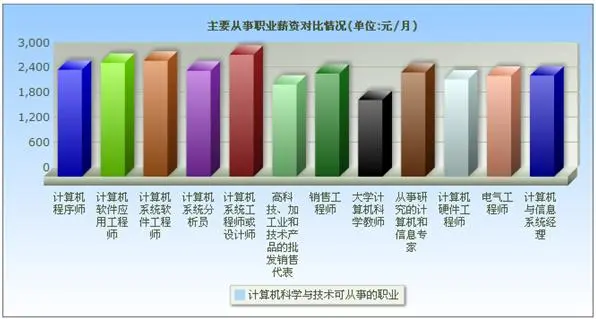 主要从事职业薪资对比情况(单位:元/月)
3,000
2,400
1,800
1,200
600
0
计算机
程序师
计算机
软件应
用工程
师
计算机
系统软
件工程
师
计算机
系统分
析员
计算机
系统工
程师或
设计师
高科
技、加
工业和
技术产
品的批
发销售
代表
销售工
程师
大学计
算机科
学教师
从事研
究的计
算机和
信息专
家
计算机
硬件工
程师
电气工
程师
计算机
与信息
系统经
理
计算机科学与技术可从事的职业